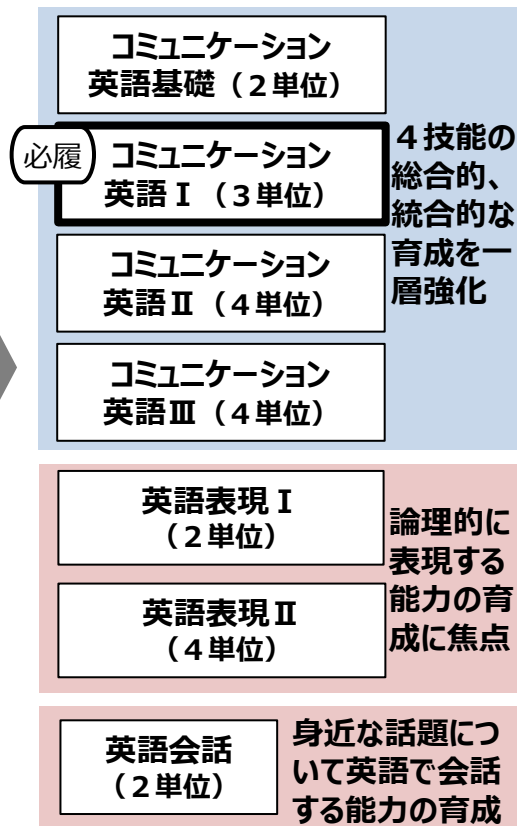 コミュニケーション
英語基礎（２単位）
必履
コミュニケーション
英語Ⅰ（３単位）
コミュニケーション
英語Ⅱ（４単位）
コミュニケーション
英語Ⅲ（４単位）
４技能の
総合的、
統合的な
育成を一
層強化
英語表現Ⅰ
（２単位）
英語表現Ⅱ
（４単位）
論理的に
表現する
能力の育
成に焦点
英語会話
（２単位）
身近な話題につ
いて英語で会話
する能力の育成